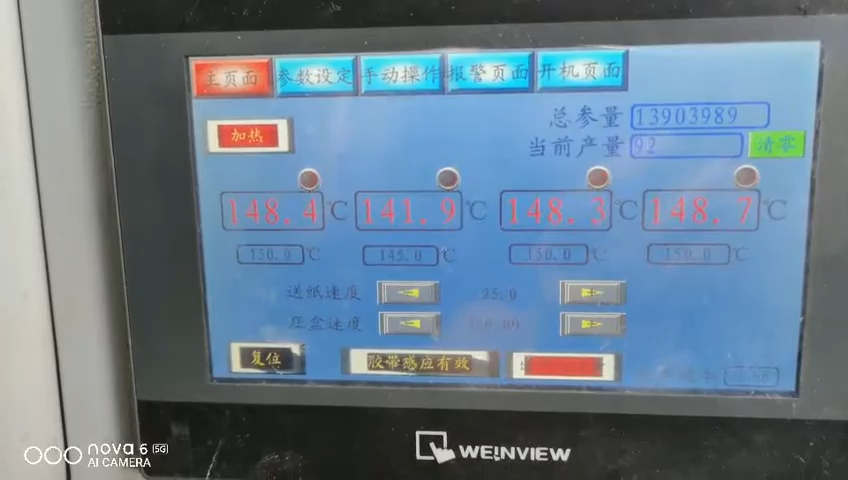 主页面 参数设定 手动操作 报警页面 开机页面
总参量 13903989
加热
当前产量 92 清零
148.4℃ 141.9℃ 148.3℃ 148.7℃
150.0℃ 145.0℃ 150.0℃ 150.0℃
送纸速度 25.0
压盒速度
复位 胶带感应有效
WEINVIEW
nova 6 5G
AI CAMERA